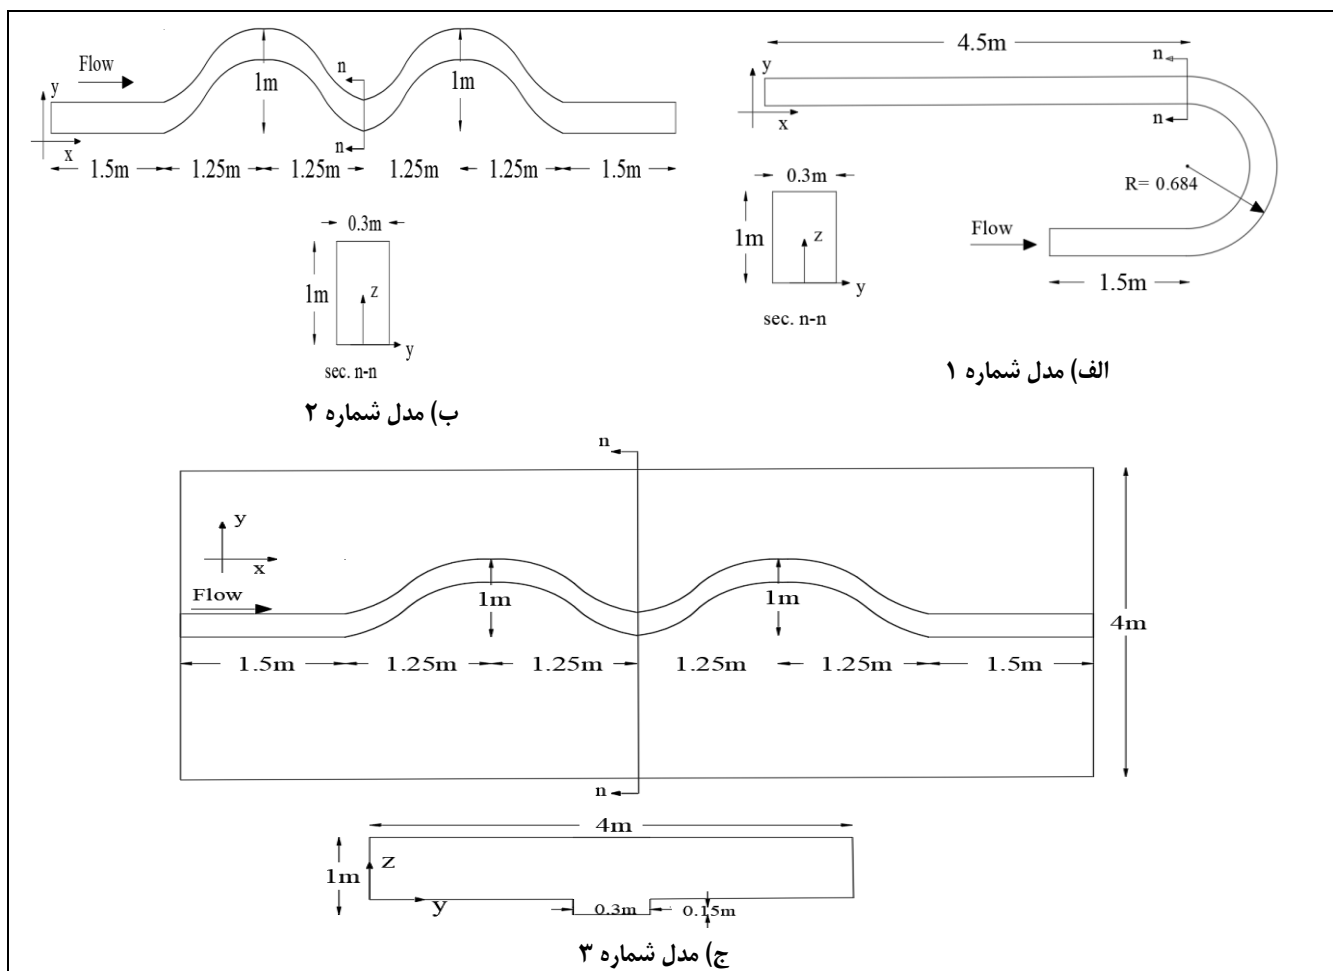 Flow
y
x
1m
1m
n
n
1.5m
1.25m
1.25m
1.25m
1.25m
1.5m
0.3m
1m
z
y
sec. n-n
ب) مدل شماره ۲
4.5m
y
x
n
n
R= 0.684
Flow
1.5m
0.3m
1m
z
y
sec. n-n
الف) مدل شماره ۱
n
y
x
Flow
1m
1m
4m
1.5m
1.25m
1.25m
1.25m
1.25m
1.5m
n
4m
1m
z
y
0.3m
0.15m
ج) مدل شماره ۳